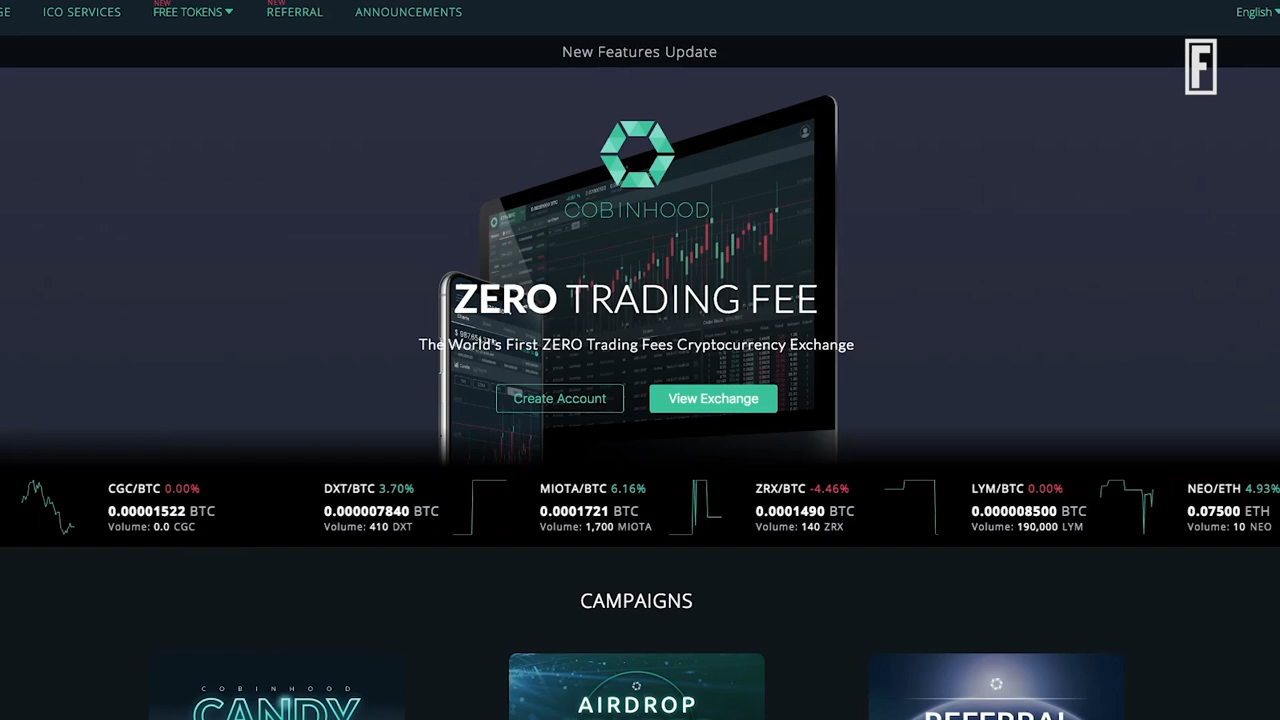 GE
ICO SERVICES
NEW
FREE TOKENS
NEW
REFERRAL
ANNOUNCEMENTS
English
New Features Update
F
COBINHOOD
ZERO TRADING FEE
The World's First ZERO Trading Fees Cryptocurrency Exchange
Create Account
View Exchange
CGC/BTC 0.00%
0.00001522 BTC
Volume: 0.0 CGC
DXT/BTC 3.70%
0.000007840 BTC
Volume: 410 DXT
MIOTA/BTC 6.16%
0.0001721 BTC
Volume: 1,700 MIOTA
ZRX/BTC -4.46%
0.0001490 BTC
Volume: 140 ZRX
LYM/BTC 0.00%
0.000008500 BTC
Volume: 190,000 LYM
NEO/ETH 4.93%
0.07500 ETH
Volume: 10 NEO
CAMPAIGNS
COBINHOOD
CANDY
AIRDROP
REFERRAL